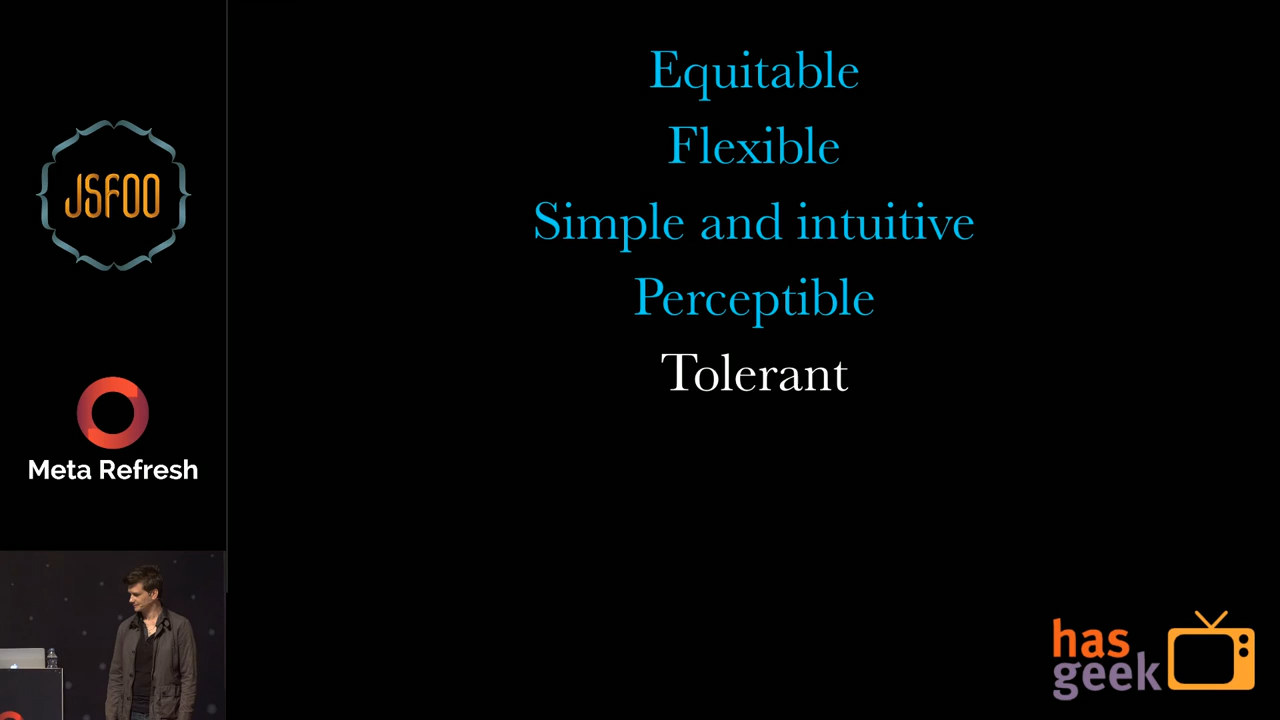 Equitable
Flexible
Simple and intuitive
Perceptible
Tolerant
JSFOO
Meta Refresh
has
geek